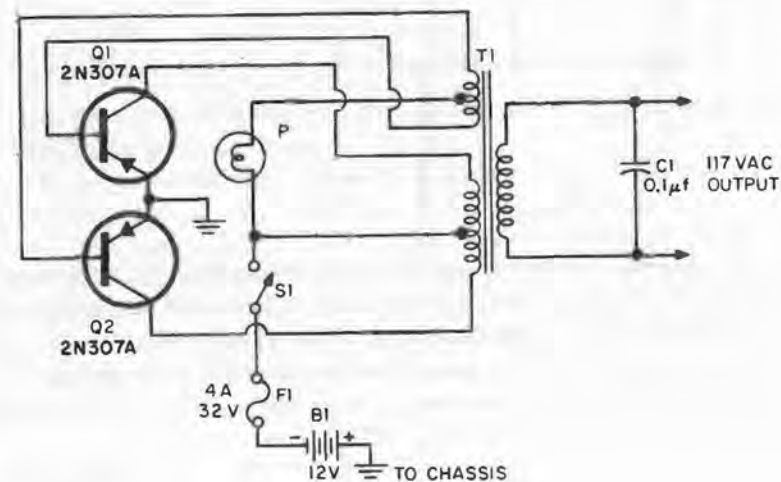 Q1
2N307A
T1
P
C1
0.1µf
117 VAC
OUTPUT
S1
Q2
2N307A
4A
32 V
F1
B1
- +
12V
TO CHASSIS